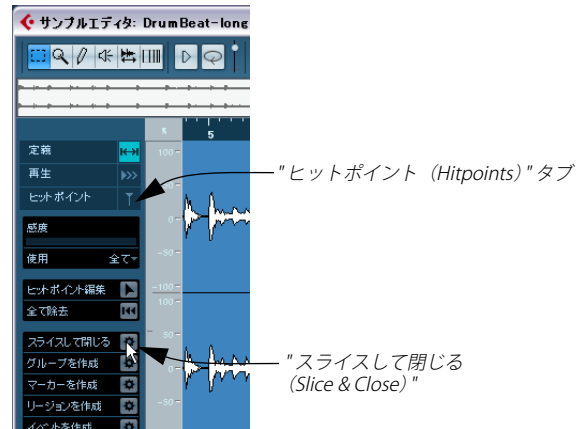 サンプルエディタ: DrumBeat-long
%
5
定義
100
再生
"ヒットポイント（Hitpoints）"タブ
ヒットポイント
0
感度
使用 全て
-50
ヒットポイント編集
-100
全て除去
100
スライスして閉じる
50
"スライスして閉じる
（Slice & Close）"
グループを作成
0
マーカーを作成
リージョンを作成
-50
イベントを作成